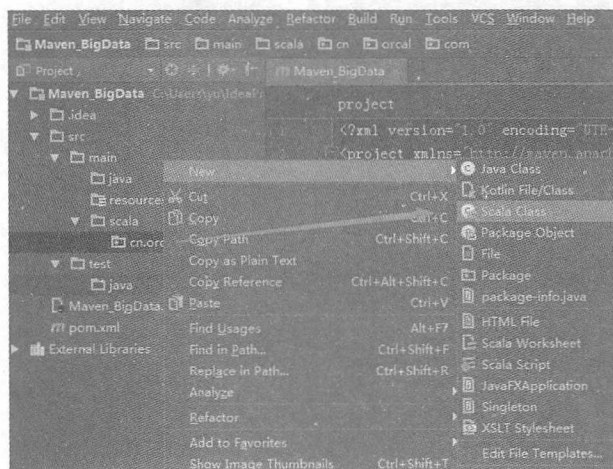 File Edit View Navigate Code Analyze Refactor Build Run Tools VCS Window Help
Maven_BigData src main scala cn orcal com
Project Maven_BigData
Maven_BigData
project
.idea
<?xml version="1.0" encoding="UTF-
src
<project xmlns="http://maven.apac
main
New
Java Class
java
Kotlin File/Class
resource
Cut Ctrl+X
Scala Class
scala
Copy Ctrl+C
Package Object
cn.orc
Copy Path Ctrl+Shift+C
File
test
Copy as Plain Text
Package
java
Copy Reference Ctrl+Alt+Shift+C
package-info.java
Maven_BigData.
Paste Ctrl+V
HTML File
pom.xml
Find Usages Alt+F7
Scala Worksheet
External Libraries
Find in Path... Ctrl+Shift+F
Scala Script
Replace in Path... Ctrl+Shift+R
JavaFXApplication
Analyze
Singleton
Refactor
XSLT Stylesheet
Add to Favorites
Edit File Templates...
Show Image Thumbnails Ctrl+Shift+T